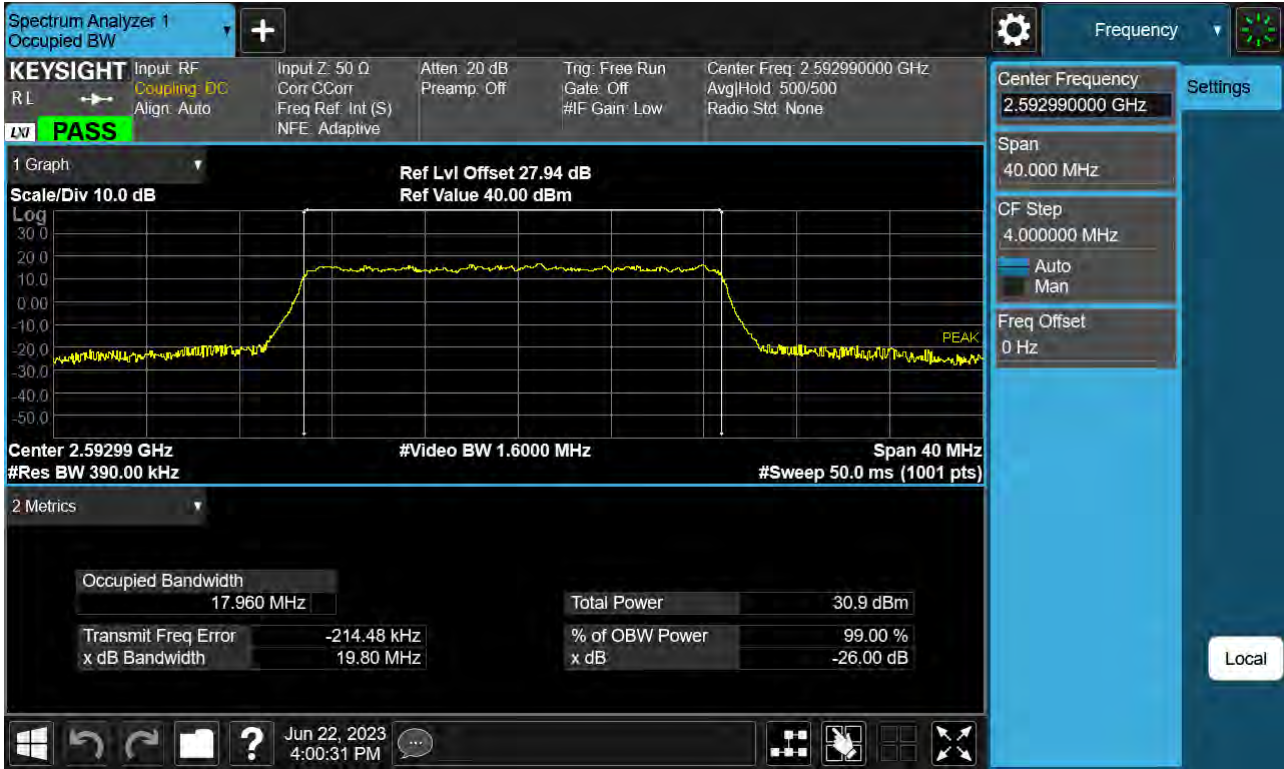 Spectrum Analyzer 1
Occupied BW
Frequency
KEYSIGHT
RL
LXI
PASS
Input: RF
Coupling: DC
Align: Auto
Input Z: 50 Ω
Corr CCorr
Freq Ref: Int (S)
NFE: Adaptive
Atten: 20 dB
Preamp: Off
Trig: Free Run
Gate: Off
#IF Gain: Low
Center Freq: 2.592990000 GHz
Avg|Hold: 500/500
Radio Std: None
1 Graph
Scale/Div 10.0 dB
Ref Lvl Offset 27.94 dB
Ref Value 40.00 dBm
Log
30.0
20.0
10.0
0.00
-10.0
-20.0
-30.0
-40.0
-50.0
PEAK
Center 2.59299 GHz
#Video BW 1.6000 MHz
Span 40 MHz
#Res BW 390.00 kHz
#Sweep 50.0 ms (1001 pts)
2 Metrics
Occupied Bandwidth
17.960 MHz
Total Power 30.9 dBm
Transmit Freq Error -214.48 kHz
% of OBW Power 99.00 %
x dB Bandwidth 19.80 MHz
x dB -26.00 dB
Center Frequency
2.592990000 GHz
Settings
Span
40.000 MHz
CF Step
4.000000 MHz
Auto
Man
Freq Offset
0 Hz
Local
?
Jun 22, 2023
4:00:31 PM